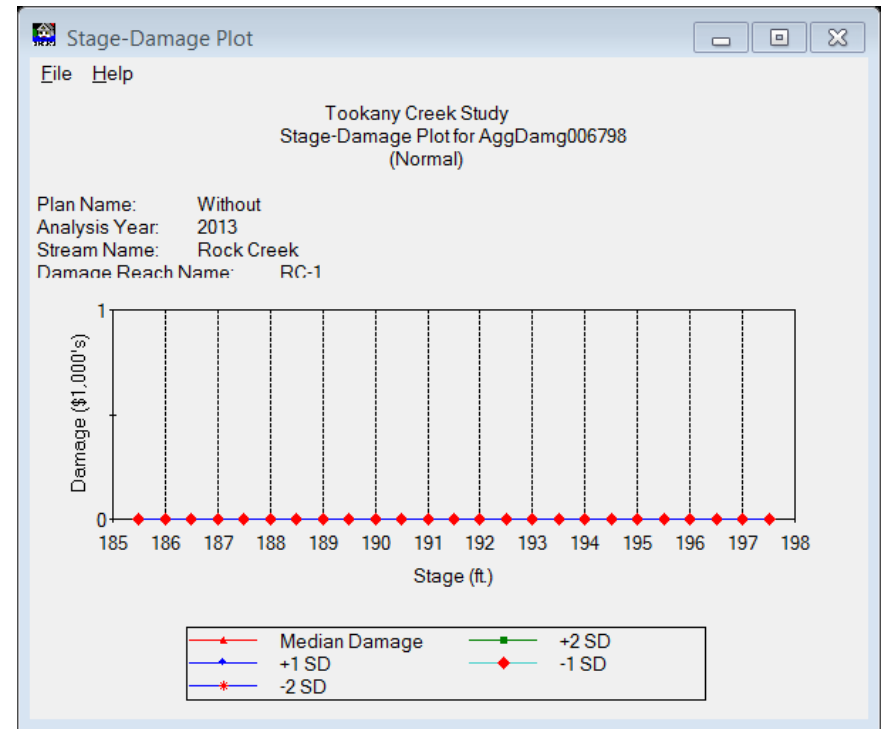 Stage-Damage Plot
File Help
Tookany Creek Study
Stage-Damage Plot for AggDamg006798
(Normal)
Plan Name: Without
Analysis Year: 2013
Stream Name: Rock Creek
Damage Reach Name: RC-1
Damage ($1,000's)
1
0
185 186 187 188 189 190 191 192 193 194 195 196 197 198
Stage (ft.)
Median Damage +2 SD
+1 SD -1 SD
-2 SD